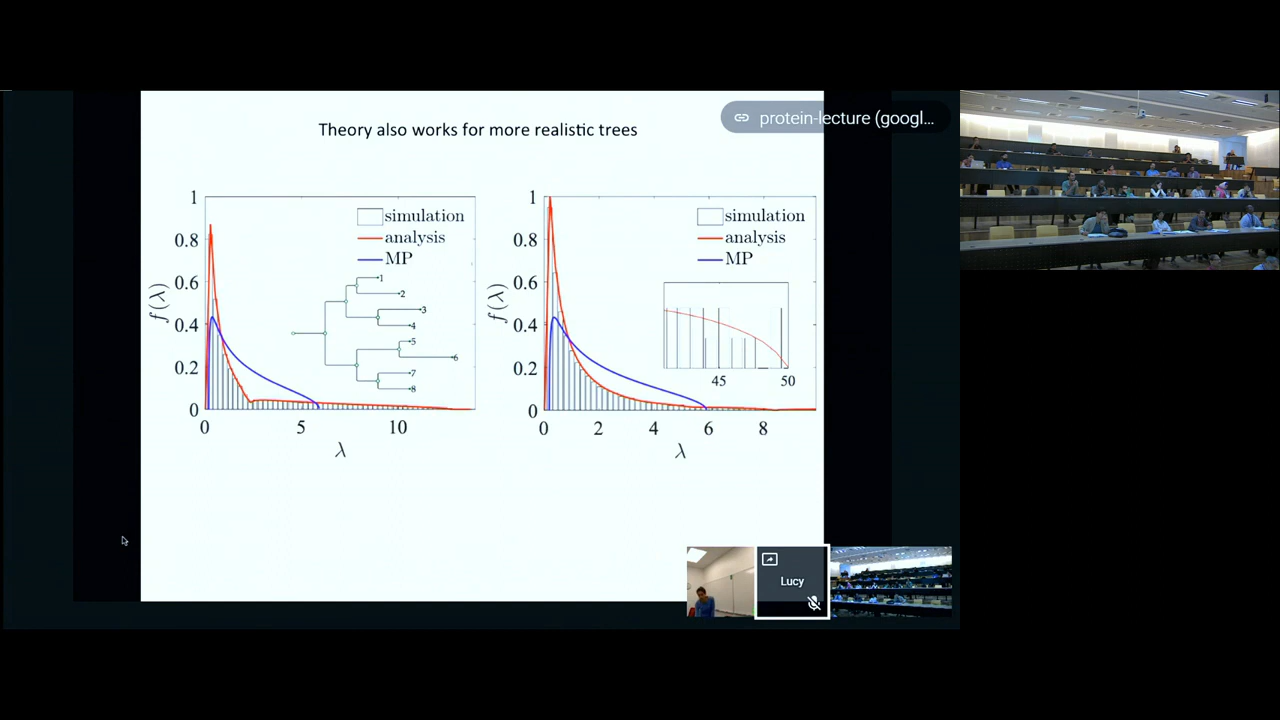 Theory also works for more realistic trees
protein-lecture (googl...
1
0.8
0.6
0.4
0.2
0
f(λ)
0
5
10
λ
simulation
analysis
MP
1
2
3
4
5
6
7
8
1
0.8
0.6
0.4
0.2
0
f(λ)
0
2
4
6
8
λ
simulation
analysis
MP
45
50
Lucy